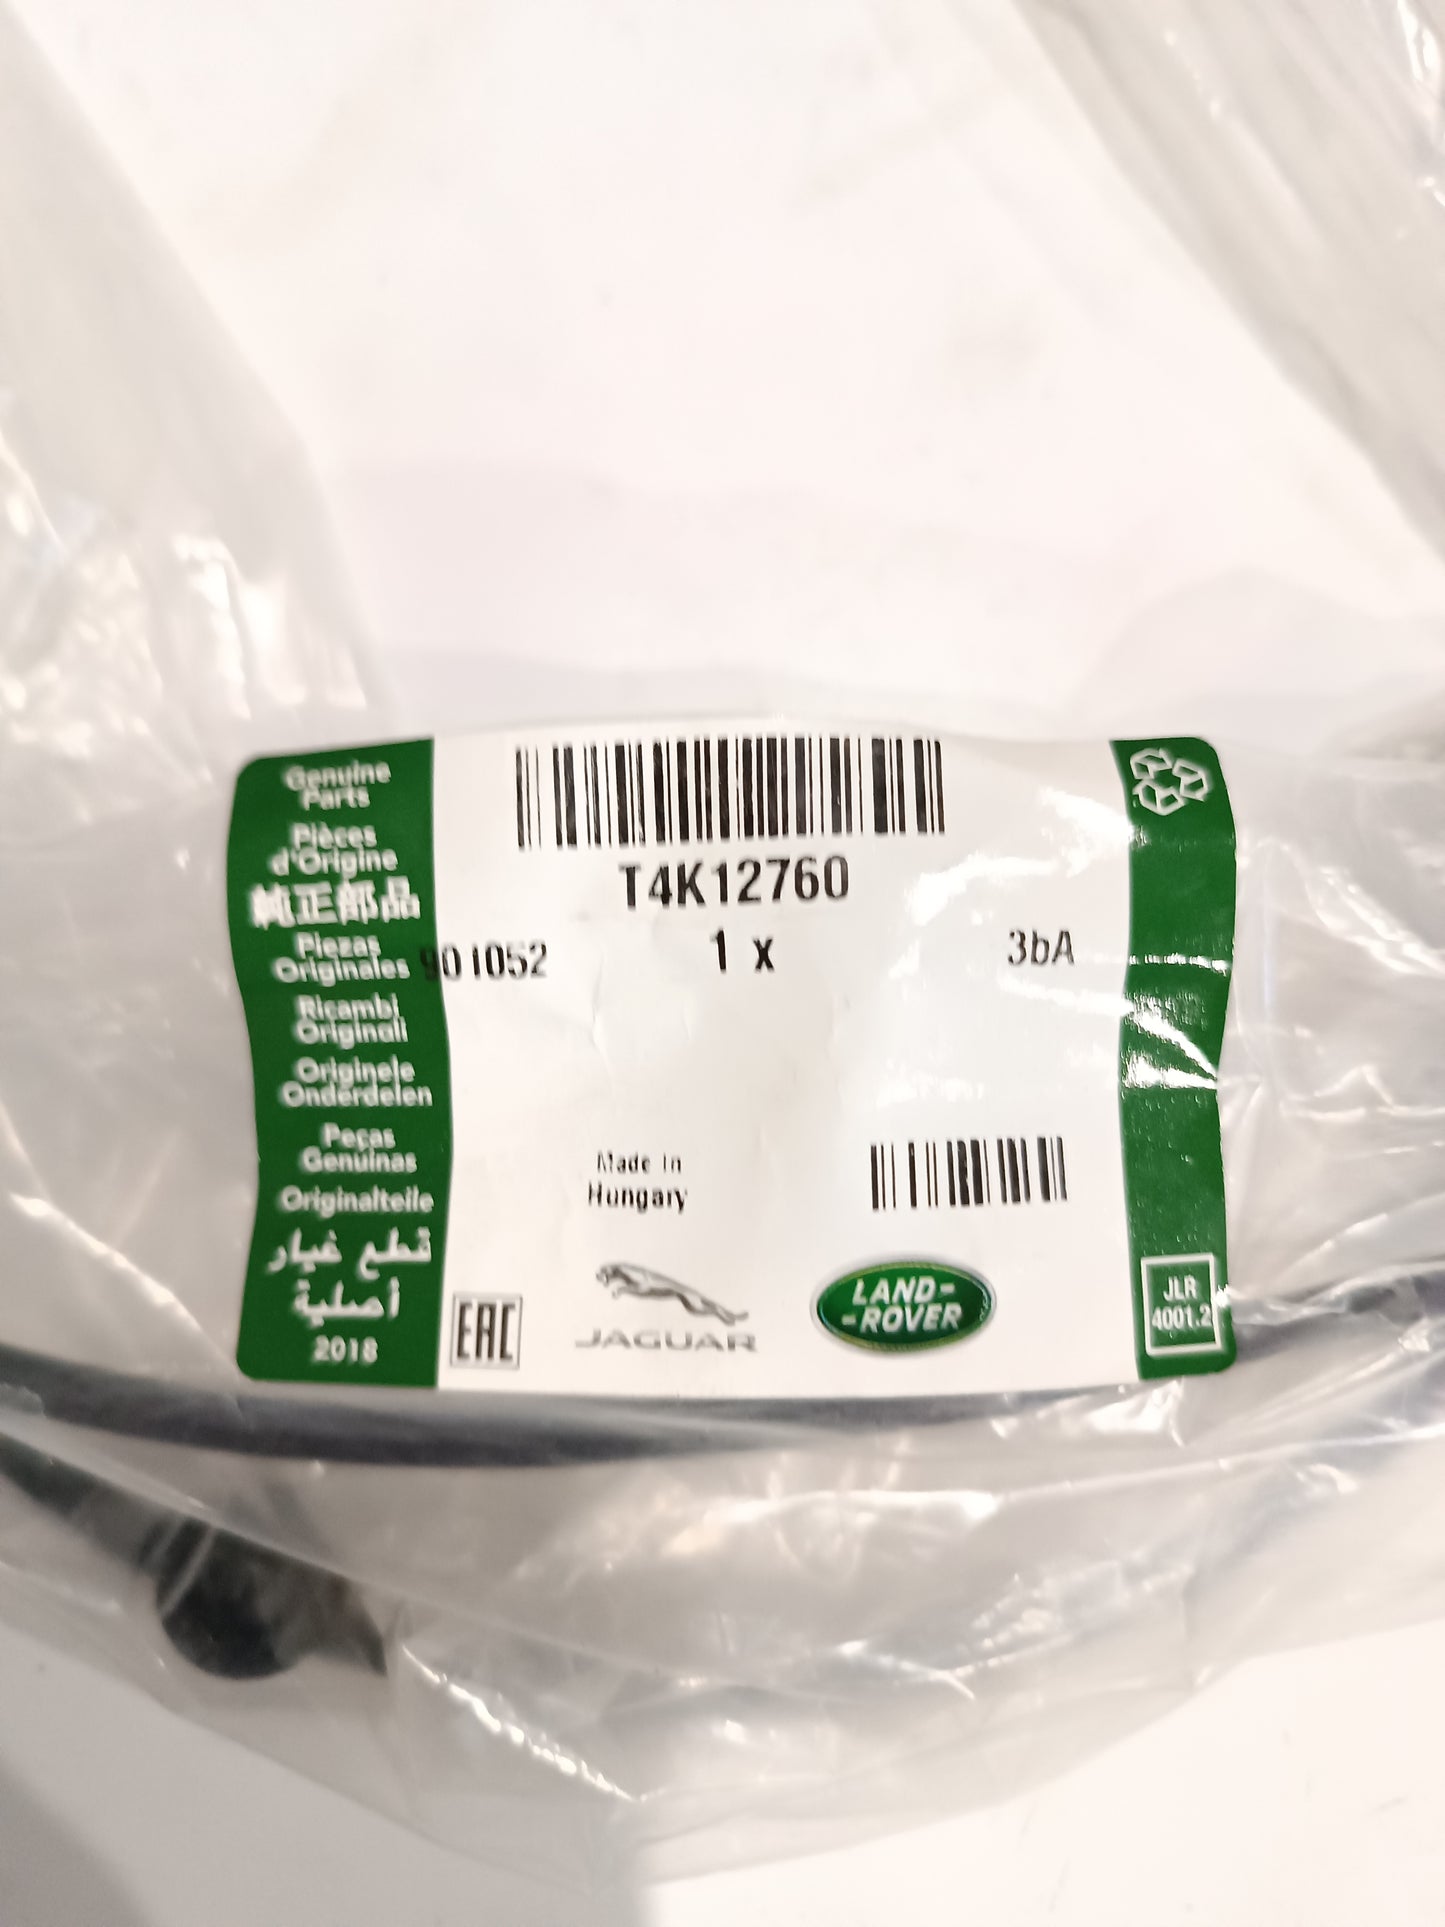 Genuine
Parts
Pièces
d'Origine
純正部品
Piezas
Originales
Ricambi
Originali
Originele
Onderdelen
Peças
Genuinas
Originalteile
قطع غيار
أصلية
2018
T4K12760
901052 1 x 3bA
Made in
Hungary
EAC
JAGUAR
LAND-
-ROVER
JLR
4001.2